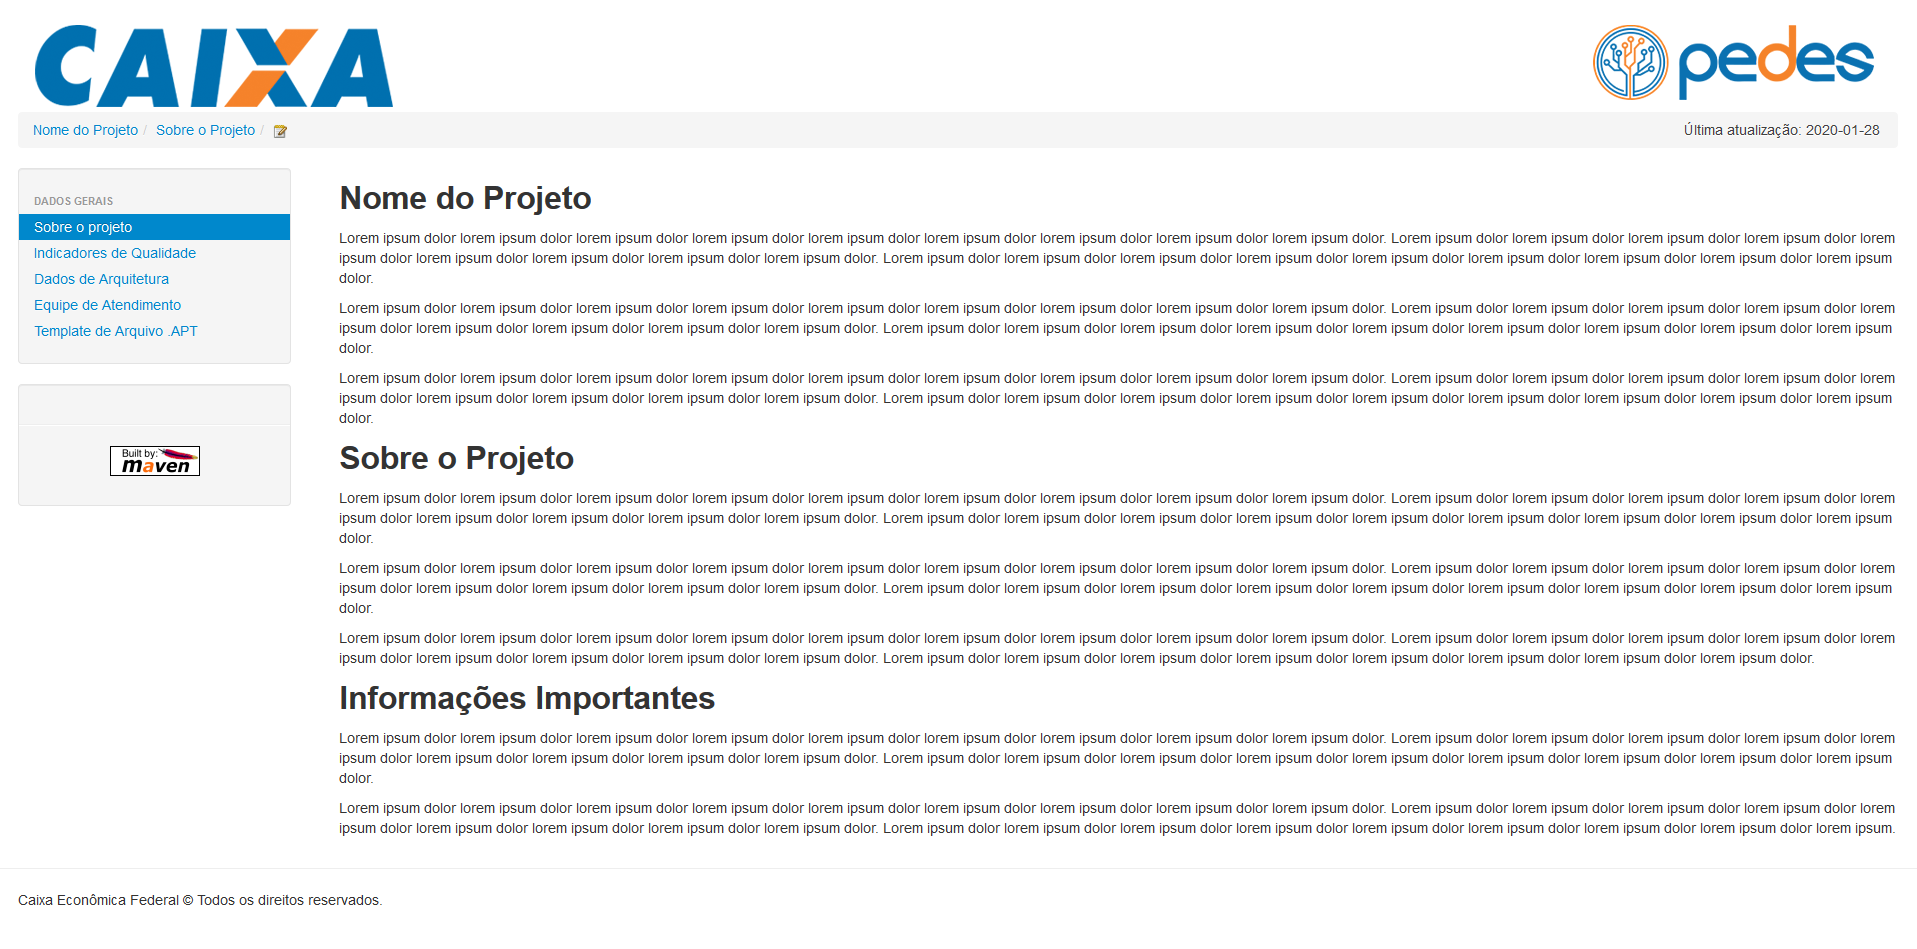 CAIXA
pedes
Nome do Projeto / Sobre o Projeto /
Última atualização: 2020-01-28
DADOS GERAIS
Sobre o projeto
Indicadores de Qualidade
Dados de Arquitetura
Equipe de Atendimento
Template de Arquivo .APT
Built by:
maven
Nome do Projeto
Lorem ipsum dolor lorem ipsum dolor lorem ipsum dolor lorem ipsum dolor lorem ipsum dolor lorem ipsum dolor lorem ipsum dolor lorem ipsum dolor lorem ipsum dolor. Lorem ipsum dolor lorem ipsum dolor lorem ipsum dolor lorem ipsum dolor lorem
ipsum dolor lorem ipsum dolor lorem ipsum dolor lorem ipsum dolor lorem ipsum dolor. Lorem ipsum dolor lorem ipsum dolor lorem ipsum dolor lorem ipsum dolor lorem ipsum dolor lorem ipsum dolor lorem ipsum dolor lorem ipsum dolor lorem ipsum
dolor.
Lorem ipsum dolor lorem ipsum dolor lorem ipsum dolor lorem ipsum dolor lorem ipsum dolor lorem ipsum dolor lorem ipsum dolor lorem ipsum dolor lorem ipsum dolor. Lorem ipsum dolor lorem ipsum dolor lorem ipsum dolor lorem ipsum dolor lorem
ipsum dolor lorem ipsum dolor lorem ipsum dolor lorem ipsum dolor lorem ipsum dolor. Lorem ipsum dolor lorem ipsum dolor lorem ipsum dolor lorem ipsum dolor lorem ipsum dolor lorem ipsum dolor lorem ipsum dolor lorem ipsum dolor lorem ipsum
dolor.
Lorem ipsum dolor lorem ipsum dolor lorem ipsum dolor lorem ipsum dolor lorem ipsum dolor lorem ipsum dolor lorem ipsum dolor lorem ipsum dolor lorem ipsum dolor. Lorem ipsum dolor lorem ipsum dolor lorem ipsum dolor lorem ipsum dolor lorem
ipsum dolor lorem ipsum dolor lorem ipsum dolor lorem ipsum dolor lorem ipsum dolor. Lorem ipsum dolor lorem ipsum dolor lorem ipsum dolor lorem ipsum dolor lorem ipsum dolor lorem ipsum dolor lorem ipsum dolor lorem ipsum dolor lorem ipsum
dolor.
Sobre o Projeto
Lorem ipsum dolor lorem ipsum dolor lorem ipsum dolor lorem ipsum dolor lorem ipsum dolor lorem ipsum dolor lorem ipsum dolor lorem ipsum dolor lorem ipsum dolor. Lorem ipsum dolor lorem ipsum dolor lorem ipsum dolor lorem ipsum dolor lorem
ipsum dolor lorem ipsum dolor lorem ipsum dolor lorem ipsum dolor lorem ipsum dolor. Lorem ipsum dolor lorem ipsum dolor lorem ipsum dolor lorem ipsum dolor lorem ipsum dolor lorem ipsum dolor lorem ipsum dolor lorem ipsum dolor lorem ipsum
dolor.
Lorem ipsum dolor lorem ipsum dolor lorem ipsum dolor lorem ipsum dolor lorem ipsum dolor lorem ipsum dolor lorem ipsum dolor lorem ipsum dolor lorem ipsum dolor. Lorem ipsum dolor lorem ipsum dolor lorem ipsum dolor lorem ipsum dolor lorem
ipsum dolor lorem ipsum dolor lorem ipsum dolor lorem ipsum dolor lorem ipsum dolor. Lorem ipsum dolor lorem ipsum dolor lorem ipsum dolor lorem ipsum dolor lorem ipsum dolor lorem ipsum dolor lorem ipsum dolor lorem ipsum dolor lorem ipsum
dolor.
Lorem ipsum dolor lorem ipsum dolor lorem ipsum dolor lorem ipsum dolor lorem ipsum dolor lorem ipsum dolor lorem ipsum dolor lorem ipsum dolor lorem ipsum dolor. Lorem ipsum dolor lorem ipsum dolor lorem ipsum dolor lorem ipsum dolor lorem
ipsum dolor lorem ipsum dolor lorem ipsum dolor lorem ipsum dolor lorem ipsum dolor. Lorem ipsum dolor lorem ipsum dolor lorem ipsum dolor lorem ipsum dolor lorem ipsum dolor lorem ipsum dolor lorem ipsum dolor lorem ipsum dolor.
Informações Importantes
Lorem ipsum dolor lorem ipsum dolor lorem ipsum dolor lorem ipsum dolor lorem ipsum dolor lorem ipsum dolor lorem ipsum dolor lorem ipsum dolor lorem ipsum dolor. Lorem ipsum dolor lorem ipsum dolor lorem ipsum dolor lorem ipsum dolor lorem
ipsum dolor lorem ipsum dolor lorem ipsum dolor lorem ipsum dolor lorem ipsum dolor. Lorem ipsum dolor lorem ipsum dolor lorem ipsum dolor lorem ipsum dolor lorem ipsum dolor lorem ipsum dolor lorem ipsum dolor lorem ipsum dolor lorem ipsum
dolor.
Lorem ipsum dolor lorem ipsum dolor lorem ipsum dolor lorem ipsum dolor lorem ipsum dolor lorem ipsum dolor lorem ipsum dolor lorem ipsum dolor lorem ipsum dolor. Lorem ipsum dolor lorem ipsum dolor lorem ipsum dolor lorem ipsum dolor lorem
ipsum dolor lorem ipsum dolor lorem ipsum dolor lorem ipsum dolor lorem ipsum dolor. Lorem ipsum dolor lorem ipsum dolor lorem ipsum dolor lorem ipsum dolor lorem ipsum dolor lorem ipsum dolor lorem ipsum dolor lorem ipsum dolor lorem ipsum.
Caixa Econômica Federal © Todos os direitos reservados.